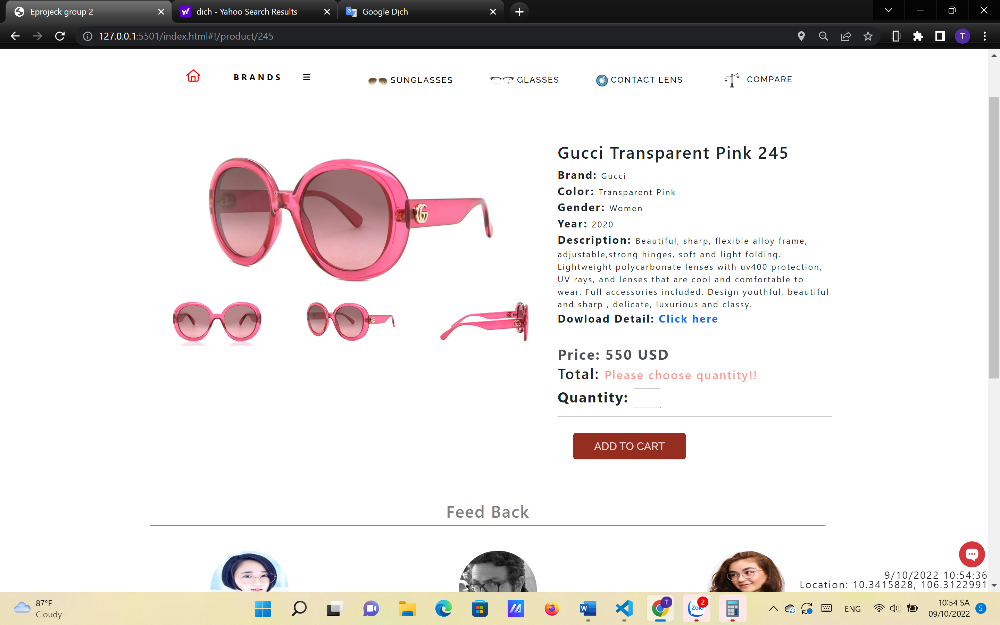 Eprojeck group 2
dich - Yahoo Search Results
Google Dịch
127.0.0.1:5501/index.html#!/product/245
T
BRANDS
SUNGLASSES
GLASSES
CONTACT LENS
COMPARE
Gucci Transparent Pink 245
Brand: Gucci
Color: Transparent Pink
Gender: Women
Year: 2020
Description: Beautiful, sharp, flexible alloy frame,
adjustable,strong hinges, soft and light folding.
Lightweight polycarbonate lenses with uv400 protection,
UV rays, and lenses that are cool and comfortable to
wear. Full accessories included. Design youthful, beautiful
and sharp , delicate, luxurious and classy.
Dowload Detail: Click here
Price: 550 USD
Total: Please choose quantity!!
Quantity:
ADD TO CART
Feed Back
9/10/2022 10:54:36
Location: 10.3415828, 106.3122991
87°F
Cloudy
W
T
Zalo
2
ENG
10:54 SA
09/10/2022
5